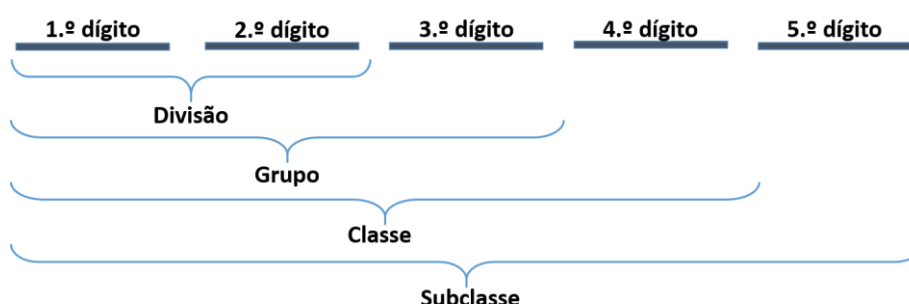 1.º dígito 2.º dígito 3.º dígito 4.º dígito 5.º dígito
Divisão
Grupo
Classe
Subclasse